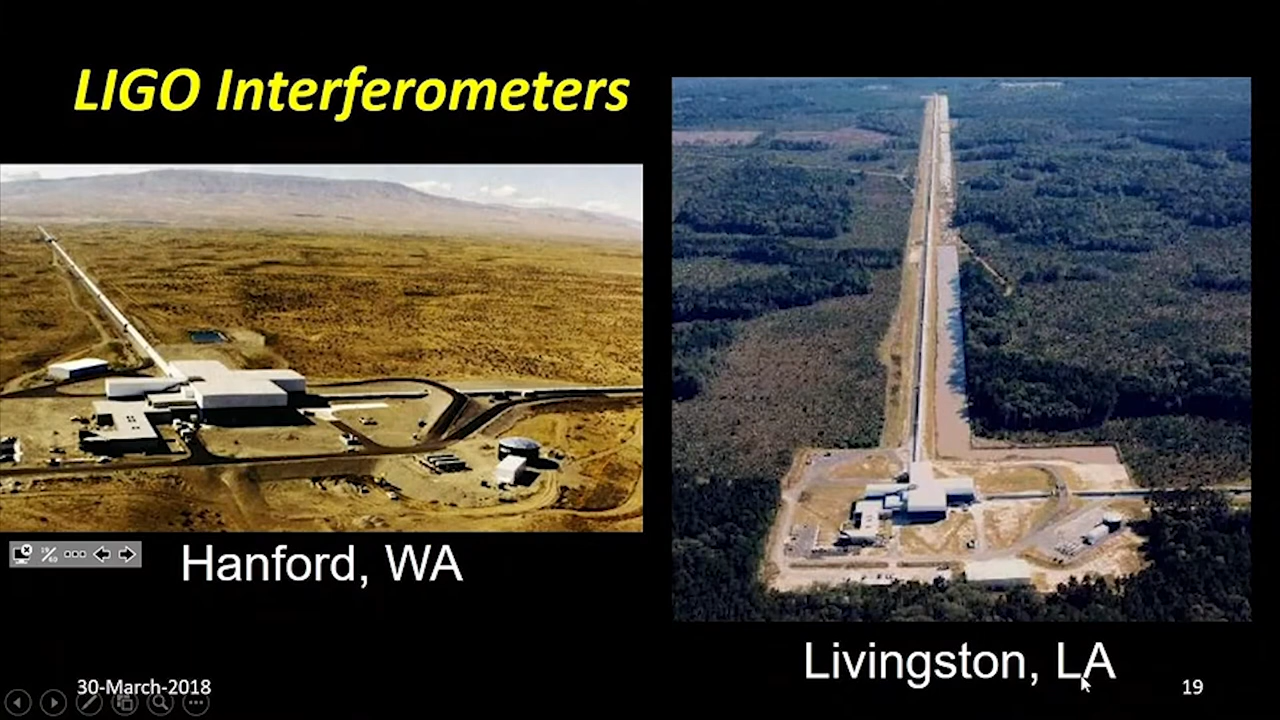 LIGO Interferometers
Hanford, WA
Livingston, LA
30-March-2018
19